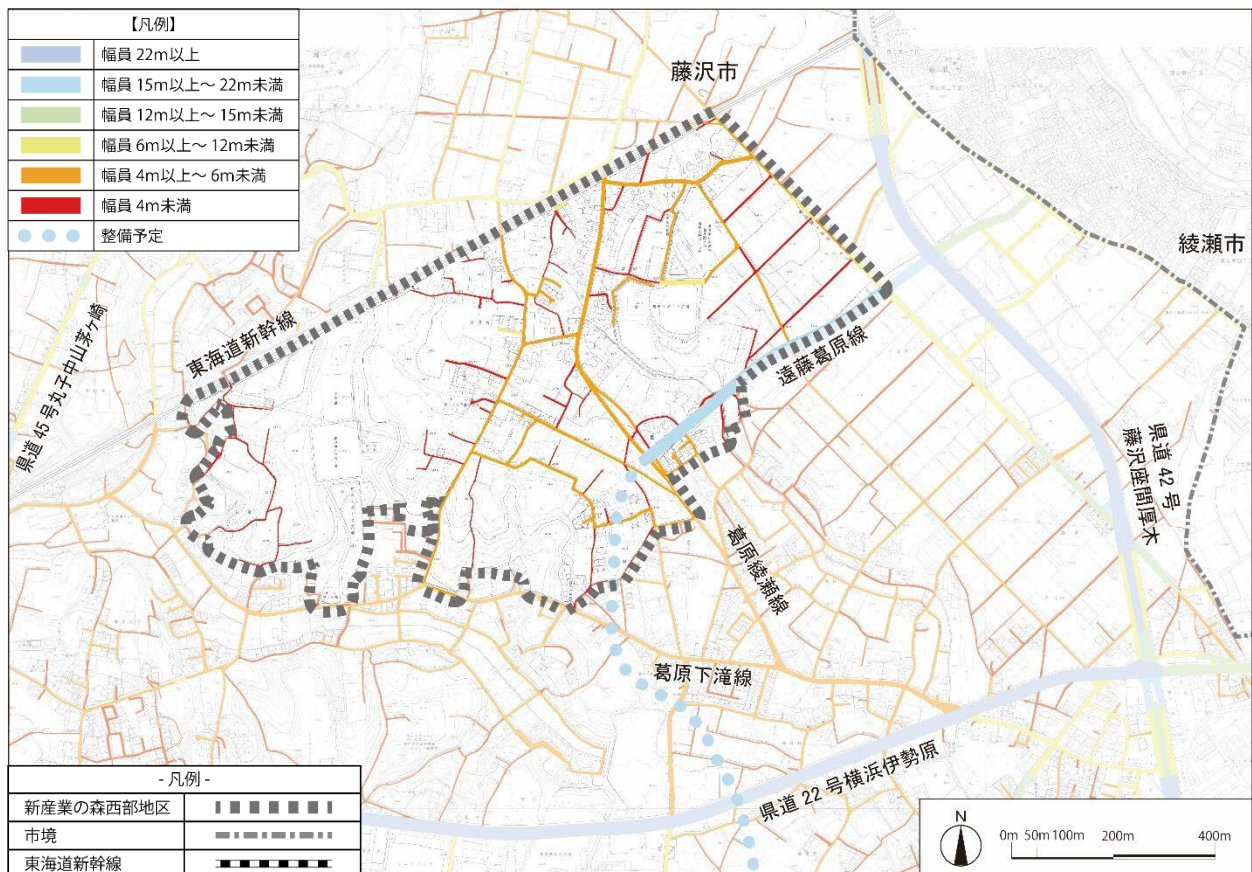 【凡例】
幅員 22m以上
幅員 15m以上～ 22m未満
幅員 12m以上～ 15m未満
幅員 6m以上～ 12m未満
幅員 4m以上～ 6m未満
幅員 4m未満
整備予定
藤沢市
綾瀬市
東海道新幹線
県道 45 号丸子中山茅ヶ崎
遠藤葛原線
県道 42 号
藤沢座間厚木
葛原綾瀬線
葛原下滝線
県道 22 号横浜伊勢原
- 凡例 -
新産業の森西部地区
市境
東海道新幹線
N
0m 50m 100m 200m 400m